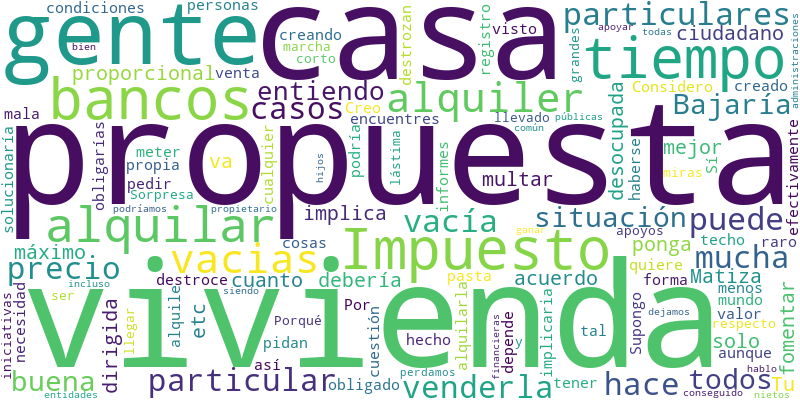 condiciones personas
gente casa particulares
creando visto ciudadano
marcha bien corto
destrozan registro grandes apoyar todas administraciones
tiempo
proporcional venta
bancos entiendo alquiler
desocupada creado Considero
casos Creo encuentres llevado públicas Bajaría
mala
propuesta
solucionaría obligarías meter va cualquier podría lástima informes común mejor Sí haberse efectivamente
propia
pedir hijos multar miras
Sorpresa
podríamos propietario implica
alquilar vacía situación puede
cosas ganar apoyos techo raro
máximo vacias Impuesto ponga mucha
precio destroce cuanto debería acuerdo quiere Matiza
incluso pasta forma menos mundo
vivienda
iniciativas necesidad ser dirigida etc alquile siendo Por
alquilarla implicaria Supongo dejamos valor solo fomentar
llegar Porqué cuestión hecho financieras depende y tal respecto
pidan aunque
así perdamos hablo
buena particular obligado venderla tener hace todos Tu
entidades conseguido nietos